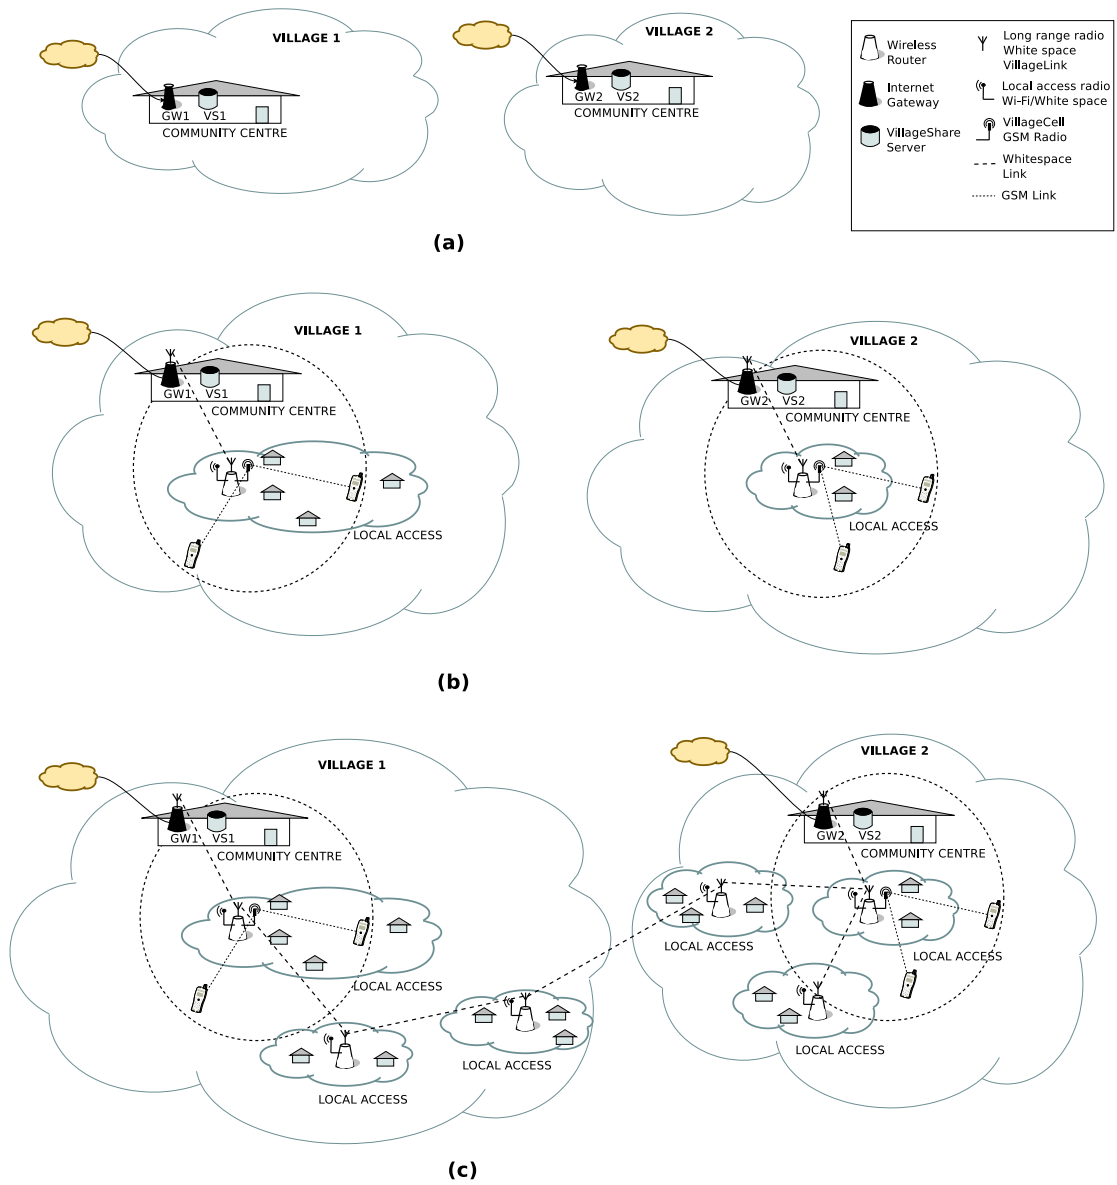 VILLAGE 1
GW1 VS1
COMMUNITY CENTRE
VILLAGE 2
GW2 VS2
COMMUNITY CENTRE
Wireless
Router
Internet
Gateway
VillageShare
Server
Long range radio
White space
VillageLink
Local access radio
Wi-Fi/White space
VillageCell
GSM Radio
Whitespace
Link
GSM Link
(a)
VILLAGE 1
GW1 VS1
COMMUNITY CENTRE
LOCAL ACCESS
VILLAGE 2
GW2 VS2
COMMUNITY CENTRE
LOCAL ACCESS
(b)
VILLAGE 1
GW1 VS1
COMMUNITY CENTRE
LOCAL ACCESS
LOCAL ACCESS
LOCAL ACCESS
VILLAGE 2
GW2 VS2
COMMUNITY CENTRE
LOCAL ACCESS
LOCAL ACCESS
LOCAL ACCESS
(c)